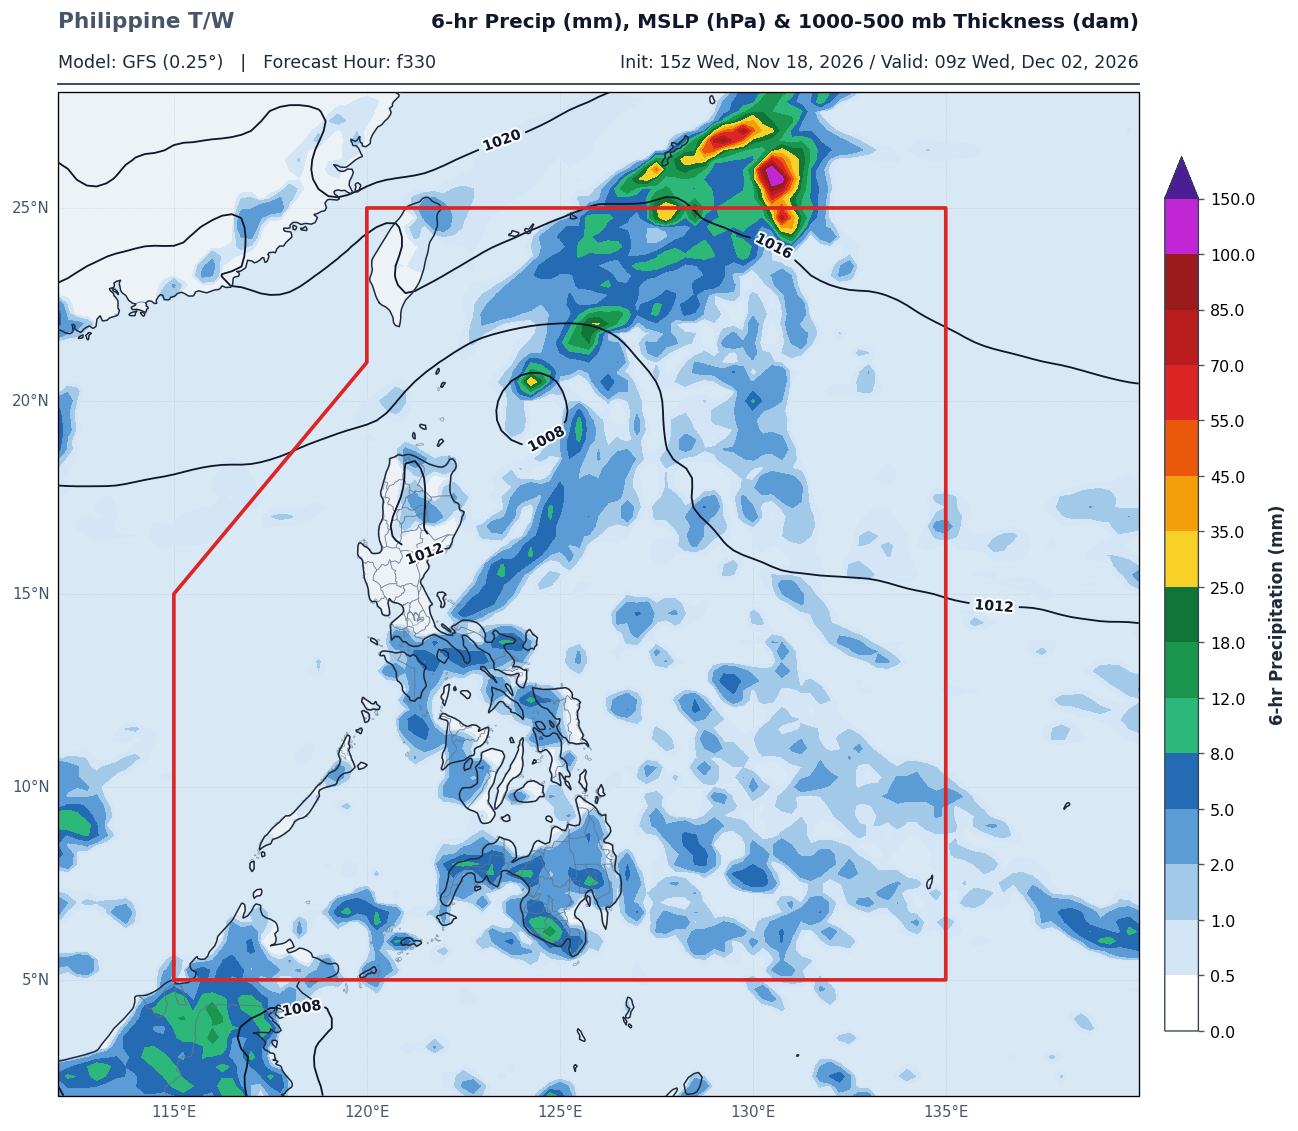 Philippine T/W
6-hr Precip (mm), MSLP (hPa) & 1000-500 mb Thickness (dam)
Model: GFS (0.25°) | Forecast Hour: f330
Init: 15z Wed, Nov 18, 2026 / Valid: 09z Wed, Dec 02, 2026
1020
1016
1008
1012
1012
1008
25°N
20°N
15°N
10°N
5°N
115°E
120°E
125°E
130°E
135°E
150.0
100.0
85.0
70.0
55.0
45.0
35.0
25.0
18.0
12.0
8.0
5.0
2.0
1.0
0.5
0.0
6-hr Precipitation (mm)